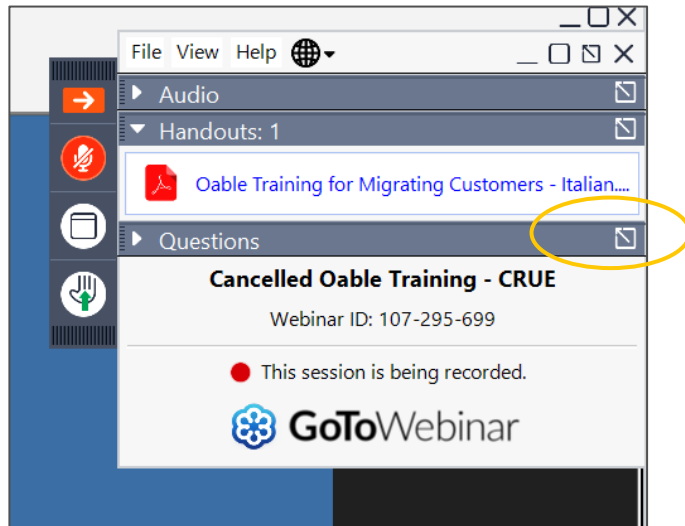 File View Help
Audio
Handouts: 1
Oable Training for Migrating Customers - Italian....
Questions
Cancelled Oable Training - CRUE
Webinar ID: 107-295-699
This session is being recorded.
GoToWebinar